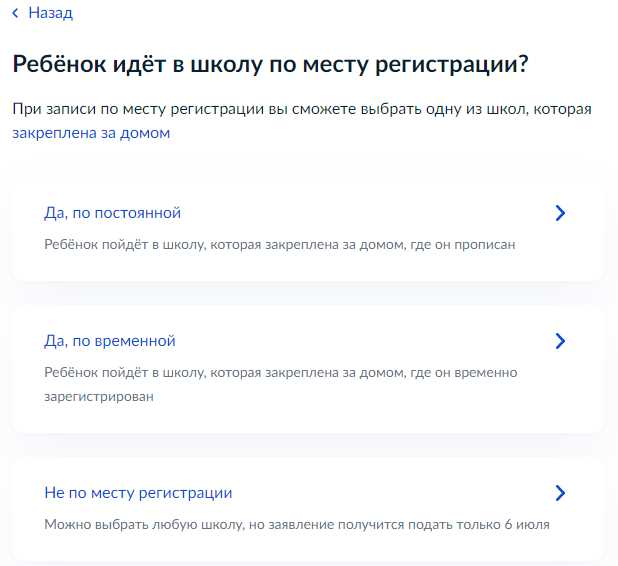 Назад
Ребёнок идёт в школу по месту регистрации?
При записи по месту регистрации вы сможете выбрать одну из школ, которая
закреплена за домом
Да, по постоянной
Ребёнок пойдёт в школу, которая закреплена за домом, где он прописан
Да, по временной
Ребёнок пойдёт в школу, которая закреплена за домом, где он временно
зарегистрирован
Не по месту регистрации
Можно выбрать любую школу, но заявление получится подать только 6 июля